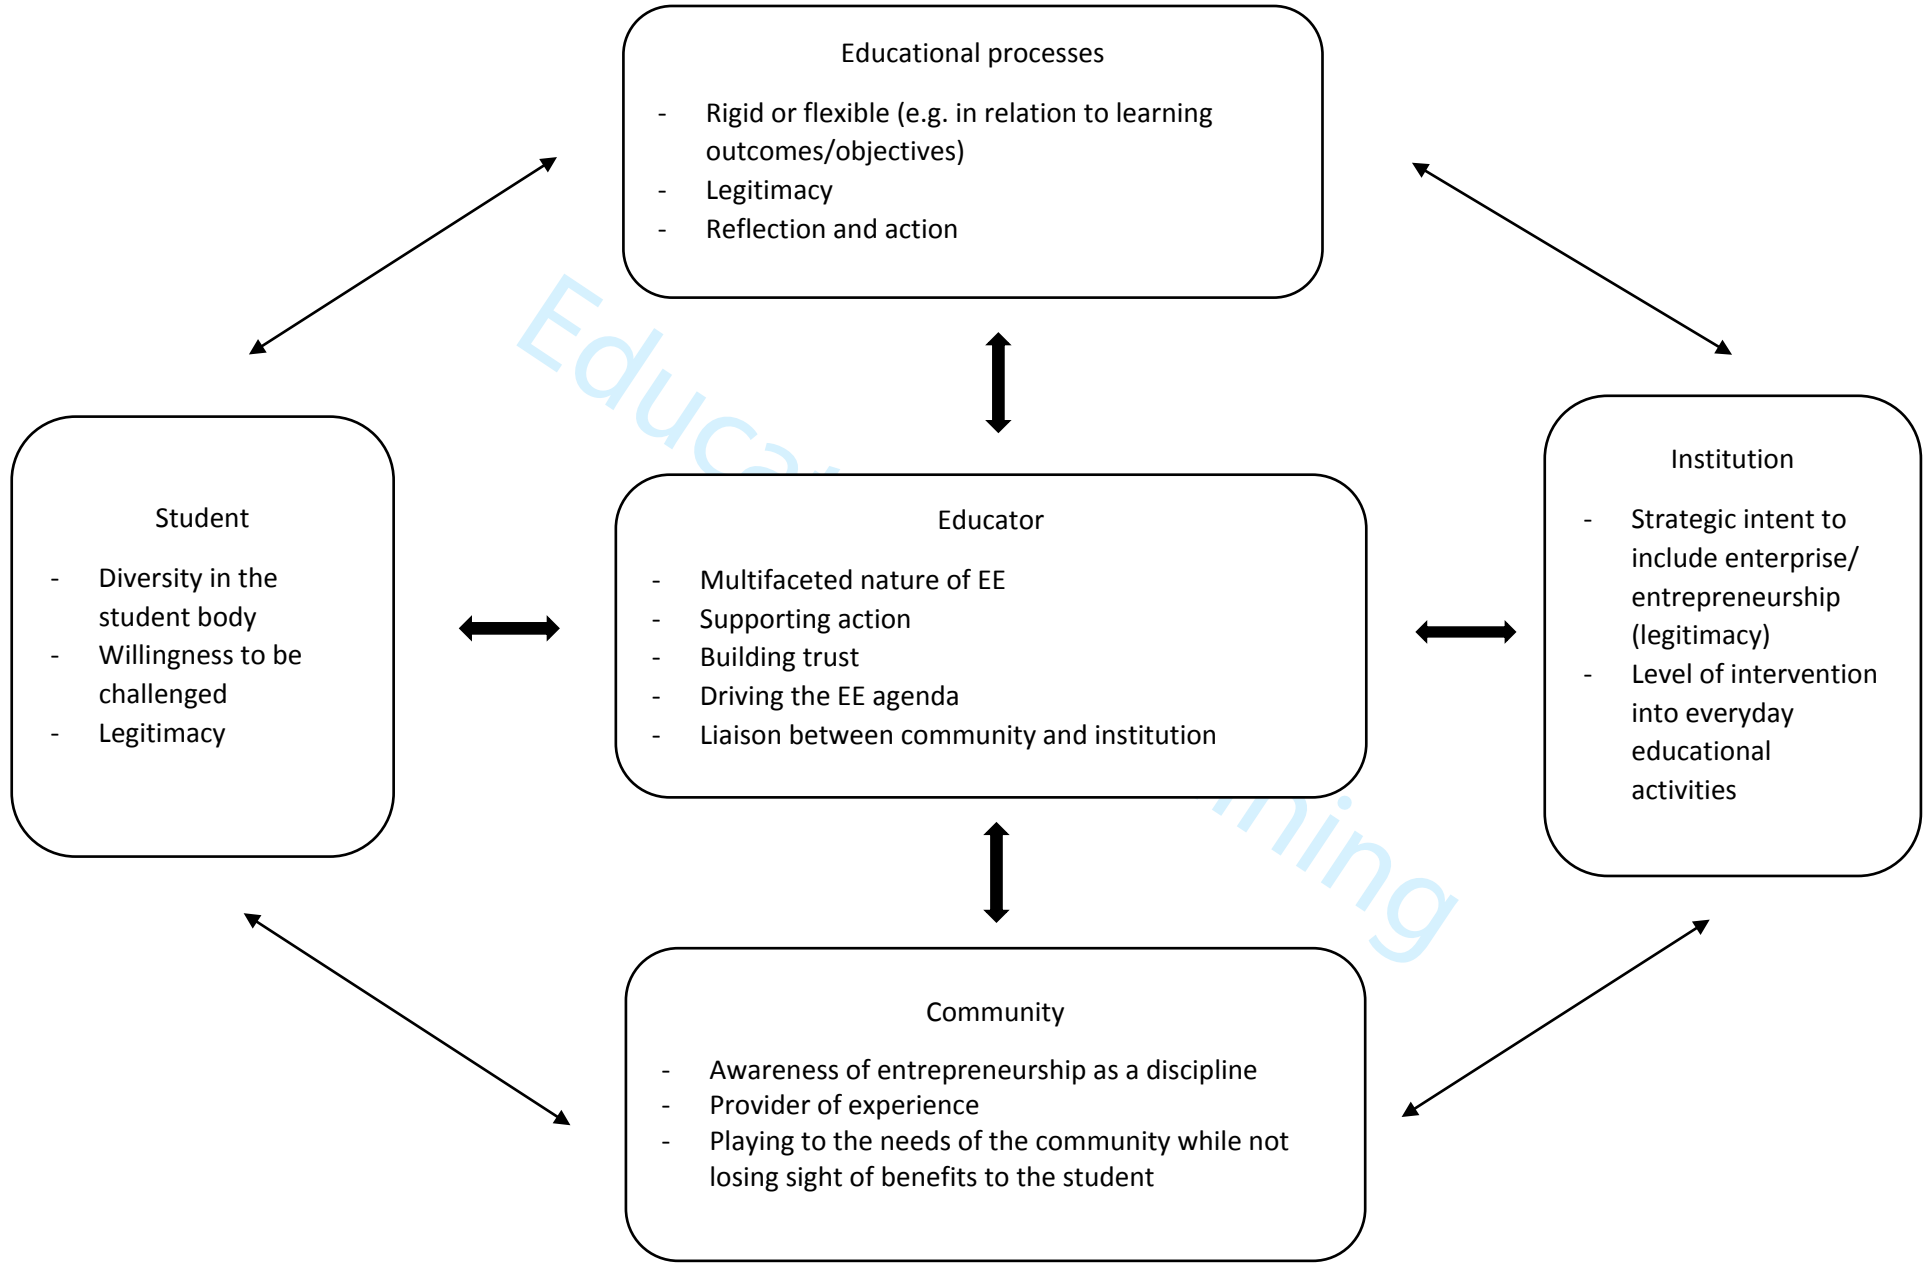 Educational processes
- Rigid or flexible (e.g. in relation to learning
outcomes/objectives)
- Legitimacy
- Reflection and action
Student
- Diversity in the
student body
- Willingness to be
challenged
- Legitimacy
Educator
- Multifaceted nature of EE
- Supporting action
- Building trust
- Driving the EE agenda
- Liaison between community and institution
Institution
- Strategic intent to
include enterprise/
entrepreneurship
(legitimacy)
- Level of intervention
into everyday
educational
activities
Community
- Awareness of entrepreneurship as a discipline
- Provider of experience
- Playing to the needs of the community while not
losing sight of benefits to the student